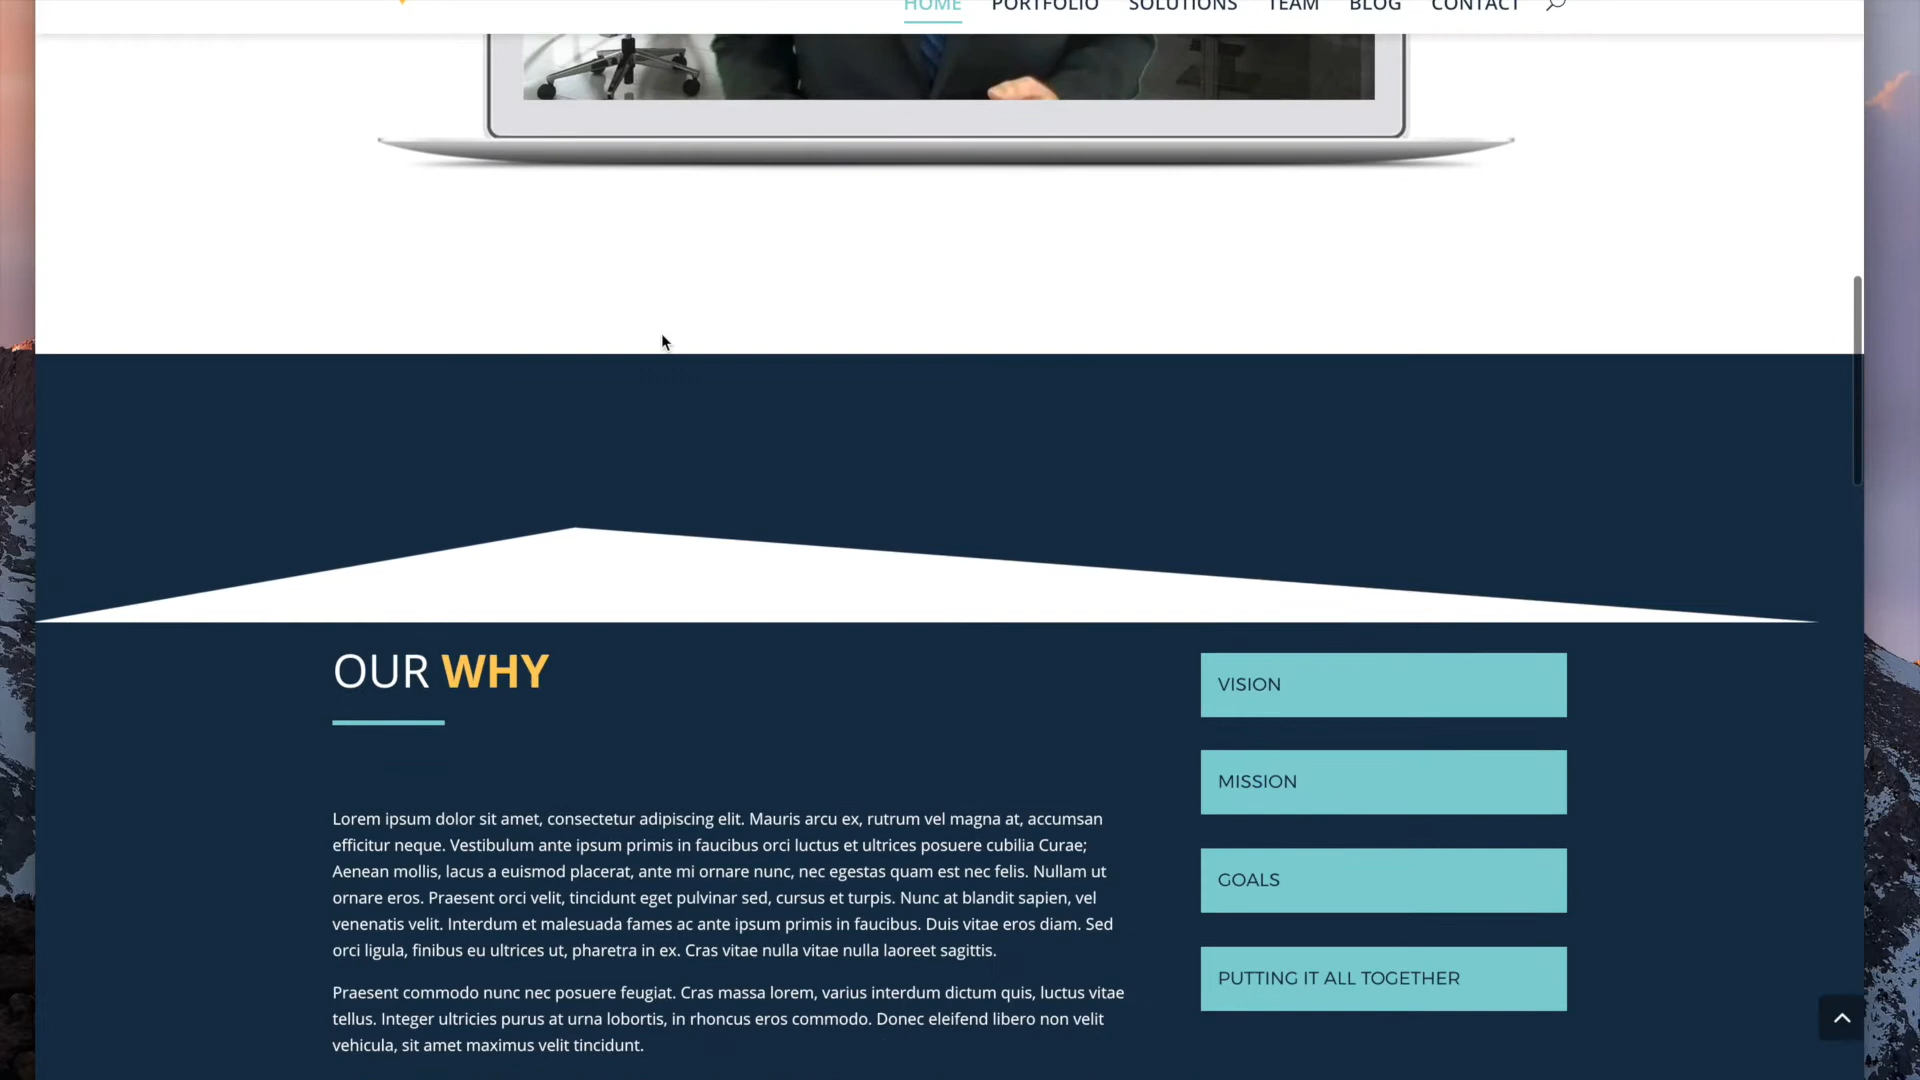 HOME PORTFOLIO SOLUTIONS TEAM BLOG CONTACT
OUR WHY
Lorem ipsum dolor sit amet, consectetur adipiscing elit. Mauris arcu ex, rutrum vel magna at, accumsan
efficitur neque. Vestibulum ante ipsum primis in faucibus orci luctus et ultrices posuere cubilia Curae;
Aenean mollis, lacus a euismod placerat, ante mi ornare nunc, nec egestas quam est nec felis. Nullam ut
ornare eros. Praesent orci velit, tincidunt eget pulvinar sed, cursus et turpis. Nunc at blandit sapien, vel
venenatis velit. Interdum et malesuada fames ac ante ipsum primis in faucibus. Duis vitae eros diam. Sed
orci ligula, finibus eu ultrices ut, pharetra in ex. Cras vitae nulla vitae nulla laoreet sagittis.
Praesent commodo nunc nec posuere feugiat. Cras massa lorem, varius interdum dictum quis, luctus vitae
tellus. Integer ultricies purus at urna lobortis, in rhoncus eros commodo. Donec eleifend libero non velit
vehicula, sit amet maximus velit tincidunt.
VISION
MISSION
GOALS
PUTTING IT ALL TOGETHER